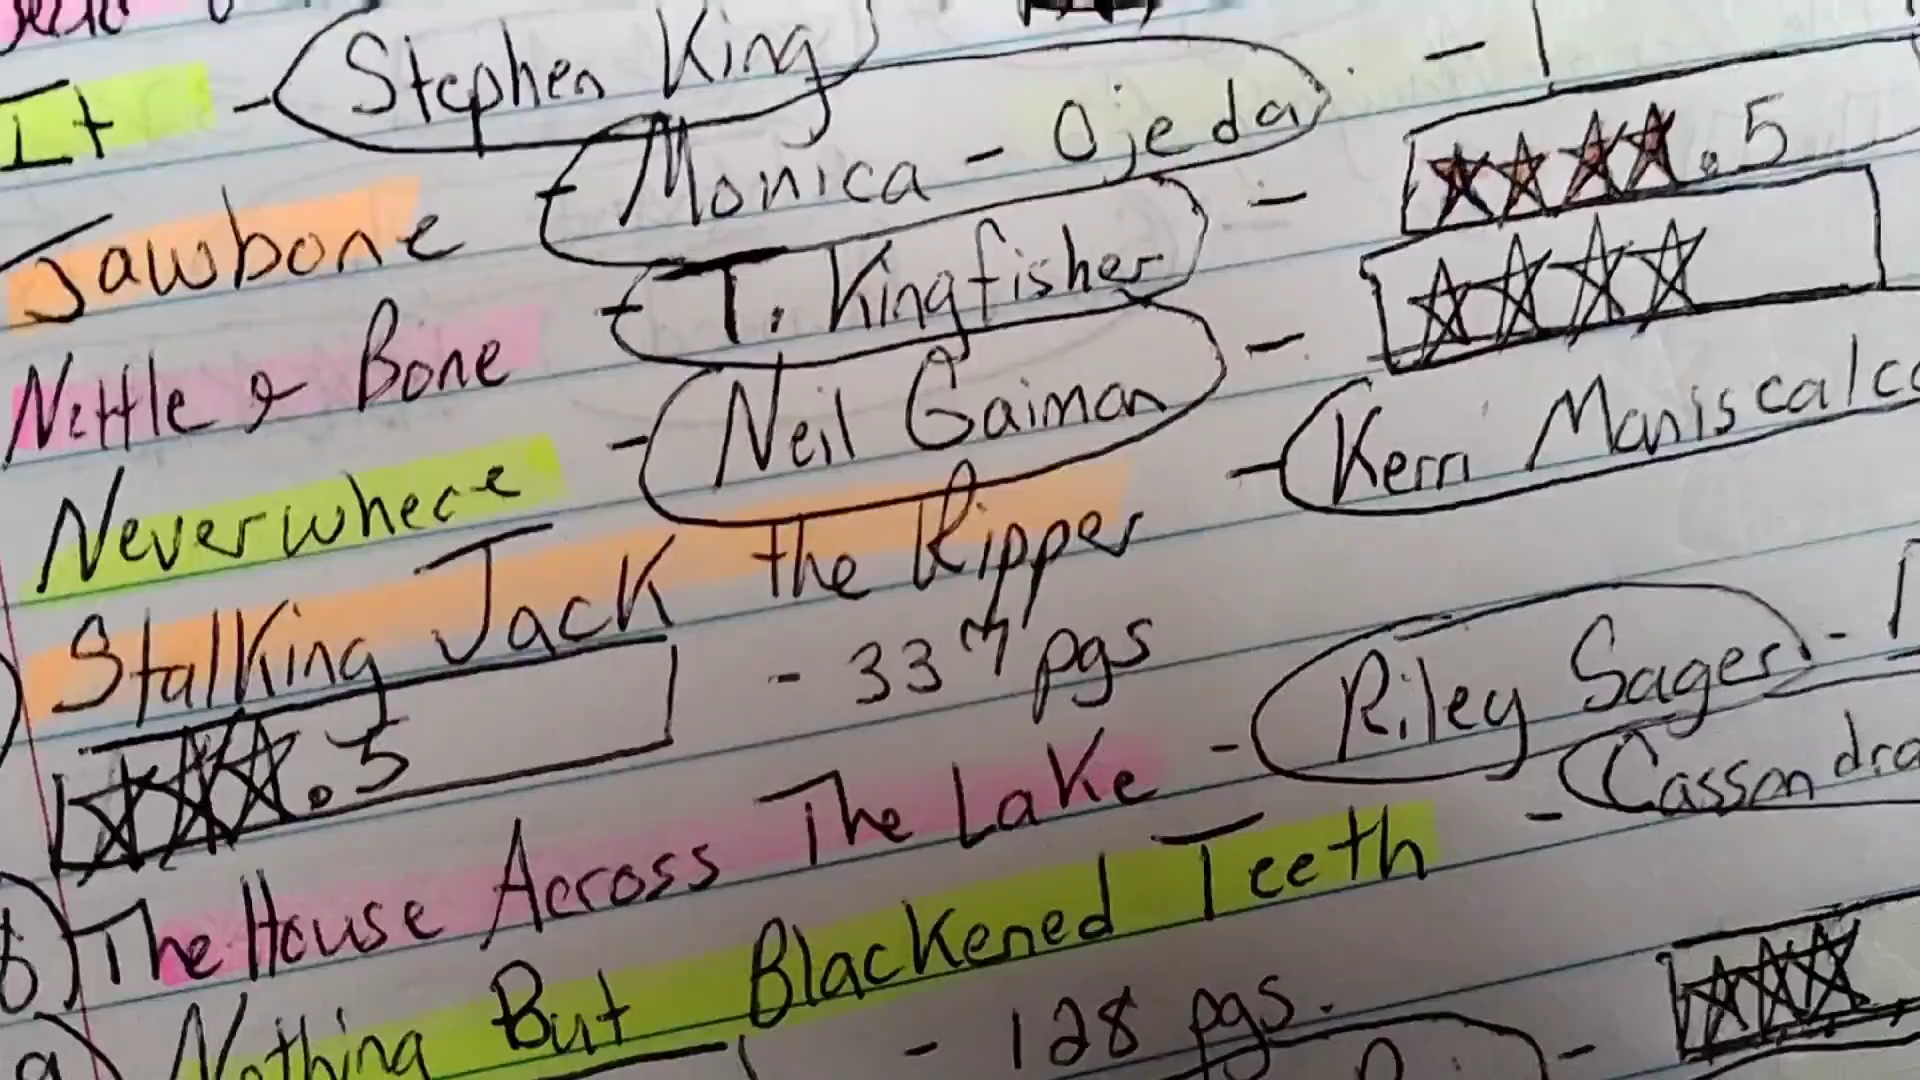 It - Stephen King
Jawbone - Monica - Ojeda - ★★★★.5
Nettle & Bone - T. Kingfisher - ★★★★
Neverwhere - Neil Gaiman -
Stalking Jack the Ripper - Kerri Maniscalco
★★★.5 - 337 pgs
The House Across The Lake - Riley Sager -
Nothing But Blackened Teeth - Cassandra
- 128 pgs. - ★★★